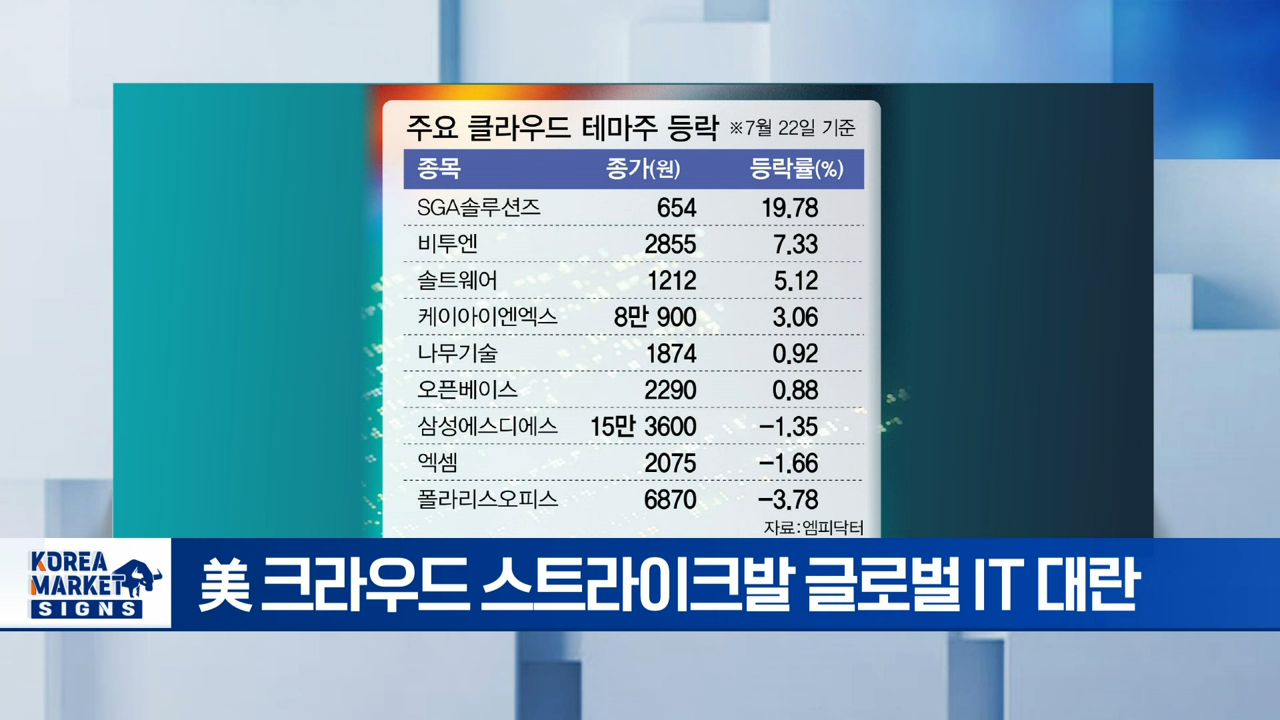 주요 클라우드 테마주 등락 ※7월 22일 기준
종목 종가(원) 등락률(%)
SGA솔루션즈 654 19.78
비투엔 2855 7.33
솔트웨어 1212 5.12
케이아이엔엑스 8만 900 3.06
나무기술 1874 0.92
오픈베이스 2290 0.88
삼성에스디에스 15만 3600 −1.35
엑셈 2075 −1.66
폴라리스오피스 6870 −3.78
자료:엠피닥터
KOREA
MARKET
SIGNS
美 크라우드 스트라이크발 글로벌 IT 대란